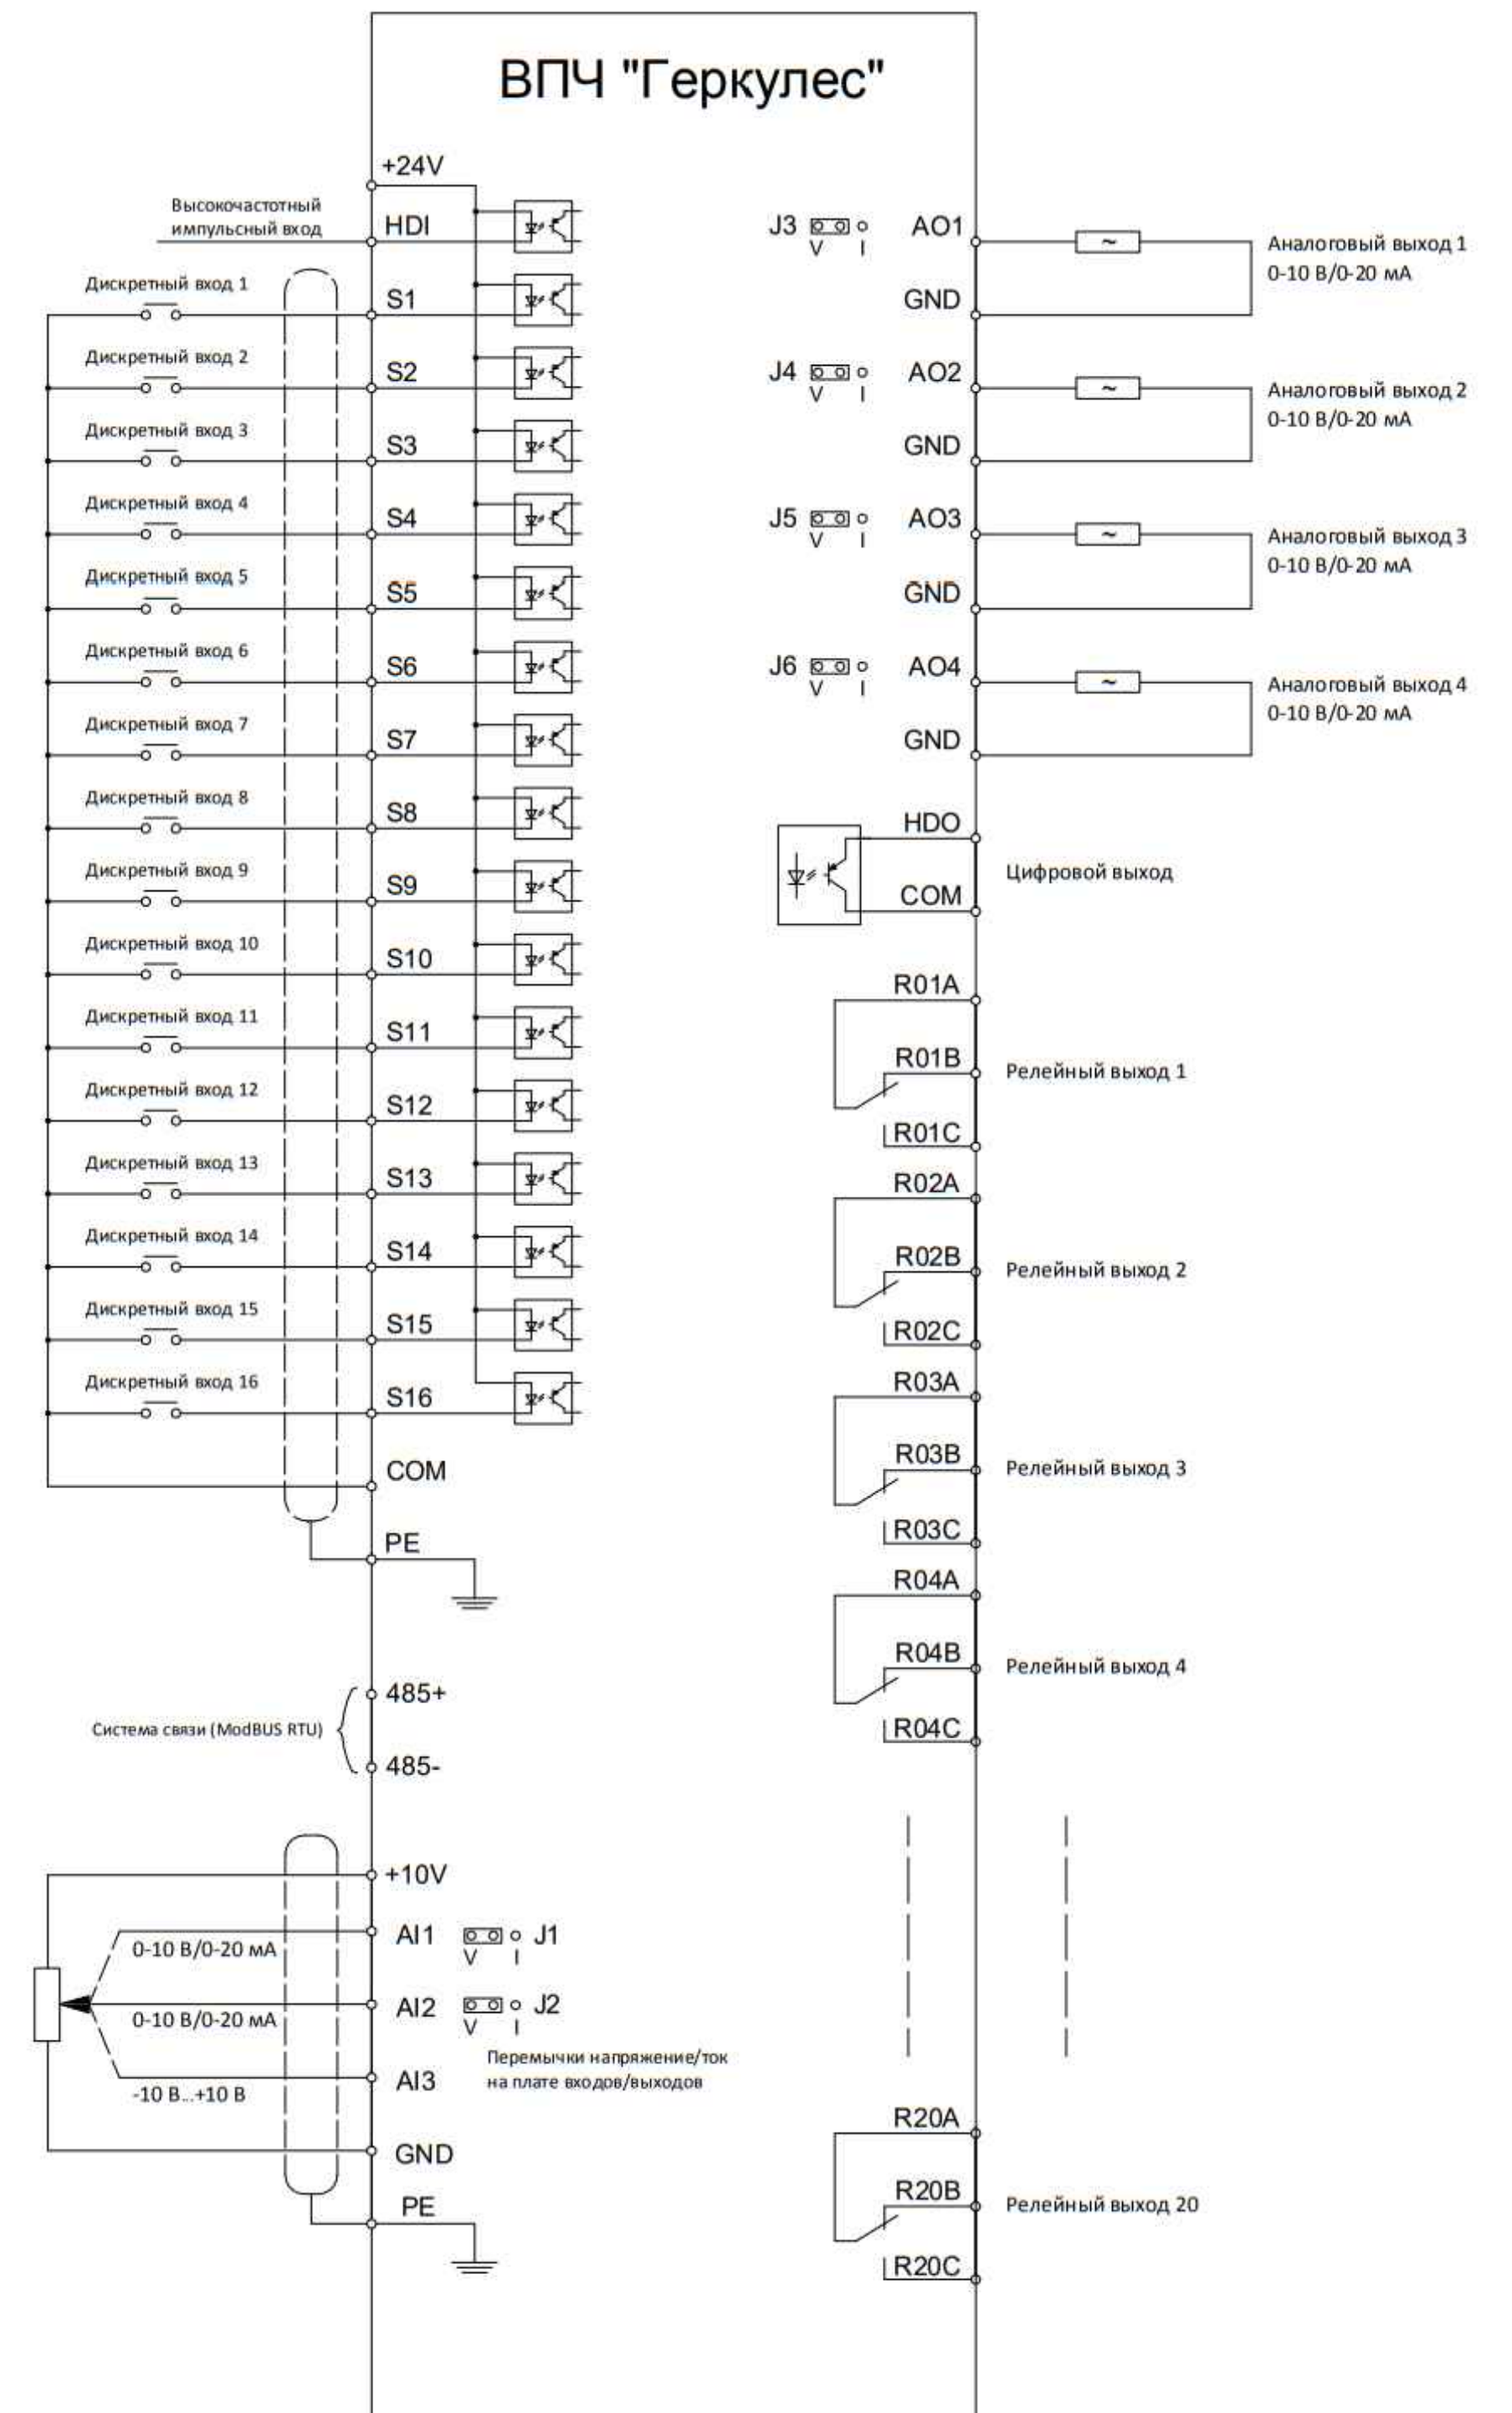 ВПЧ "Геркулес"
+24V
Высокочастотный
импульсный вход
HDI
Дискретный вход 1
S1
Дискретный вход 2
S2
Дискретный вход 3
S3
Дискретный вход 4
S4
Дискретный вход 5
S5
Дискретный вход 6
S6
Дискретный вход 7
S7
Дискретный вход 8
S8
Дискретный вход 9
S9
Дискретный вход 10
S10
Дискретный вход 11
S11
Дискретный вход 12
S12
Дискретный вход 13
S13
Дискретный вход 14
S14
Дискретный вход 15
S15
Дискретный вход 16
S16
COM
PE
485+
Система связи (ModBUS RTU)
485-
+10V
AI1 J1
V I
0-10 В/0-20 мА
AI2 J2
V I
0-10 В/0-20 мА
Перемычки напряжение/ток
на плате входов/выходов
AI3
-10 В...+10 В
GND
PE
J3 AO1
V I
Аналоговый выход 1
0-10 В/0-20 мА
GND
J4 AO2
V I
Аналоговый выход 2
0-10 В/0-20 мА
GND
J5 AO3
V I
Аналоговый выход 3
0-10 В/0-20 мА
GND
J6 AO4
V I
Аналоговый выход 4
0-10 В/0-20 мА
GND
HDO
Цифровой выход
COM
R01A
R01B
Релейный выход 1
R01C
R02A
R02B
Релейный выход 2
R02C
R03A
R03B
Релейный выход 3
R03C
R04A
R04B
Релейный выход 4
R04C
R20A
R20B
Релейный выход 20
R20C